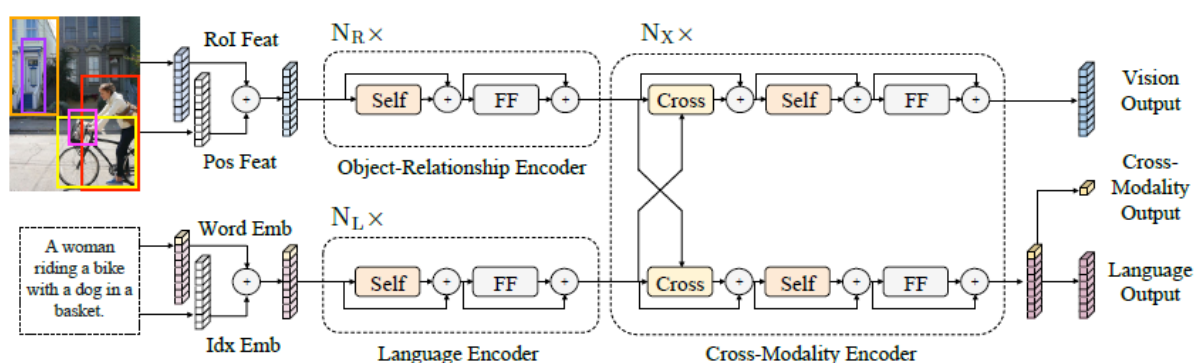 RoI Feat
Pos Feat
N_R×
Self
+
FF
+
Object-Relationship Encoder
N_X×
Cross
+
Self
+
FF
+
Vision
Output
Cross-
Modality
Output
A woman
riding a bike
with a dog in a
basket.
Word Emb
Idx Emb
+
+
N_L×
Self
+
FF
+
Language Encoder
Cross
+
Self
+
FF
+
Cross-Modality Encoder
Language
Output